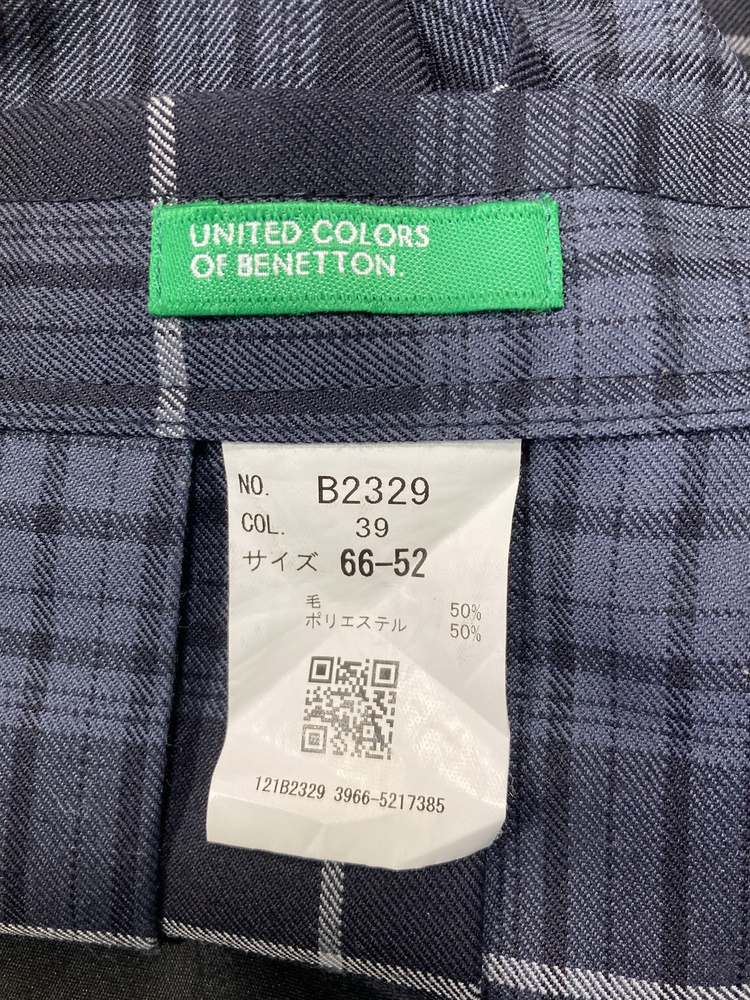 UNITED COLORS
OF BENETTON.
NO. B2329
COL. 39
サイズ 66-52
毛 50%
ポリエステル 50%
121B2329 3966-5217385